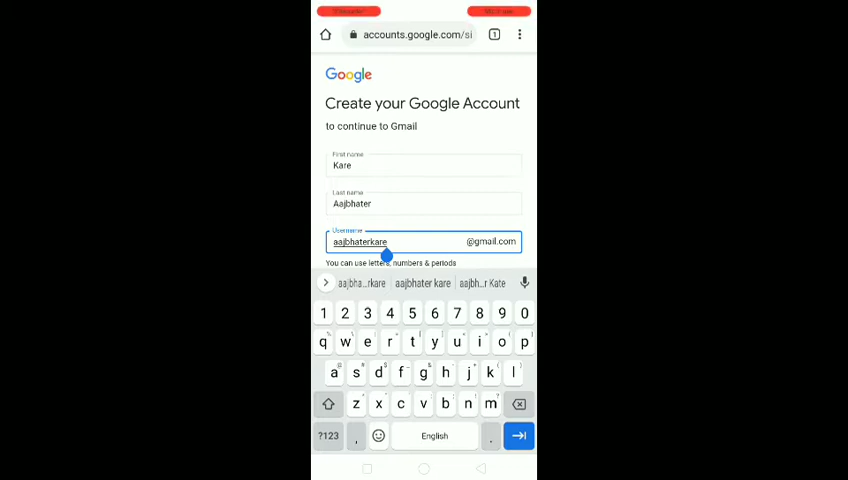 accounts.google.com/si
1
Google
Create your Google Account
to continue to Gmail
First name
Kare
Last name
Aajbhater
Username
aajbhaterkare
@gmail.com
You can use letters, numbers & periods
aajbha...rkare
aajbhater kare
aajbh...r Kate
1 2 3 4 5 6 7 8 9 0
q w e r t y u i o p
a s d f g h j k l
z x c v b n m
?123 , English .